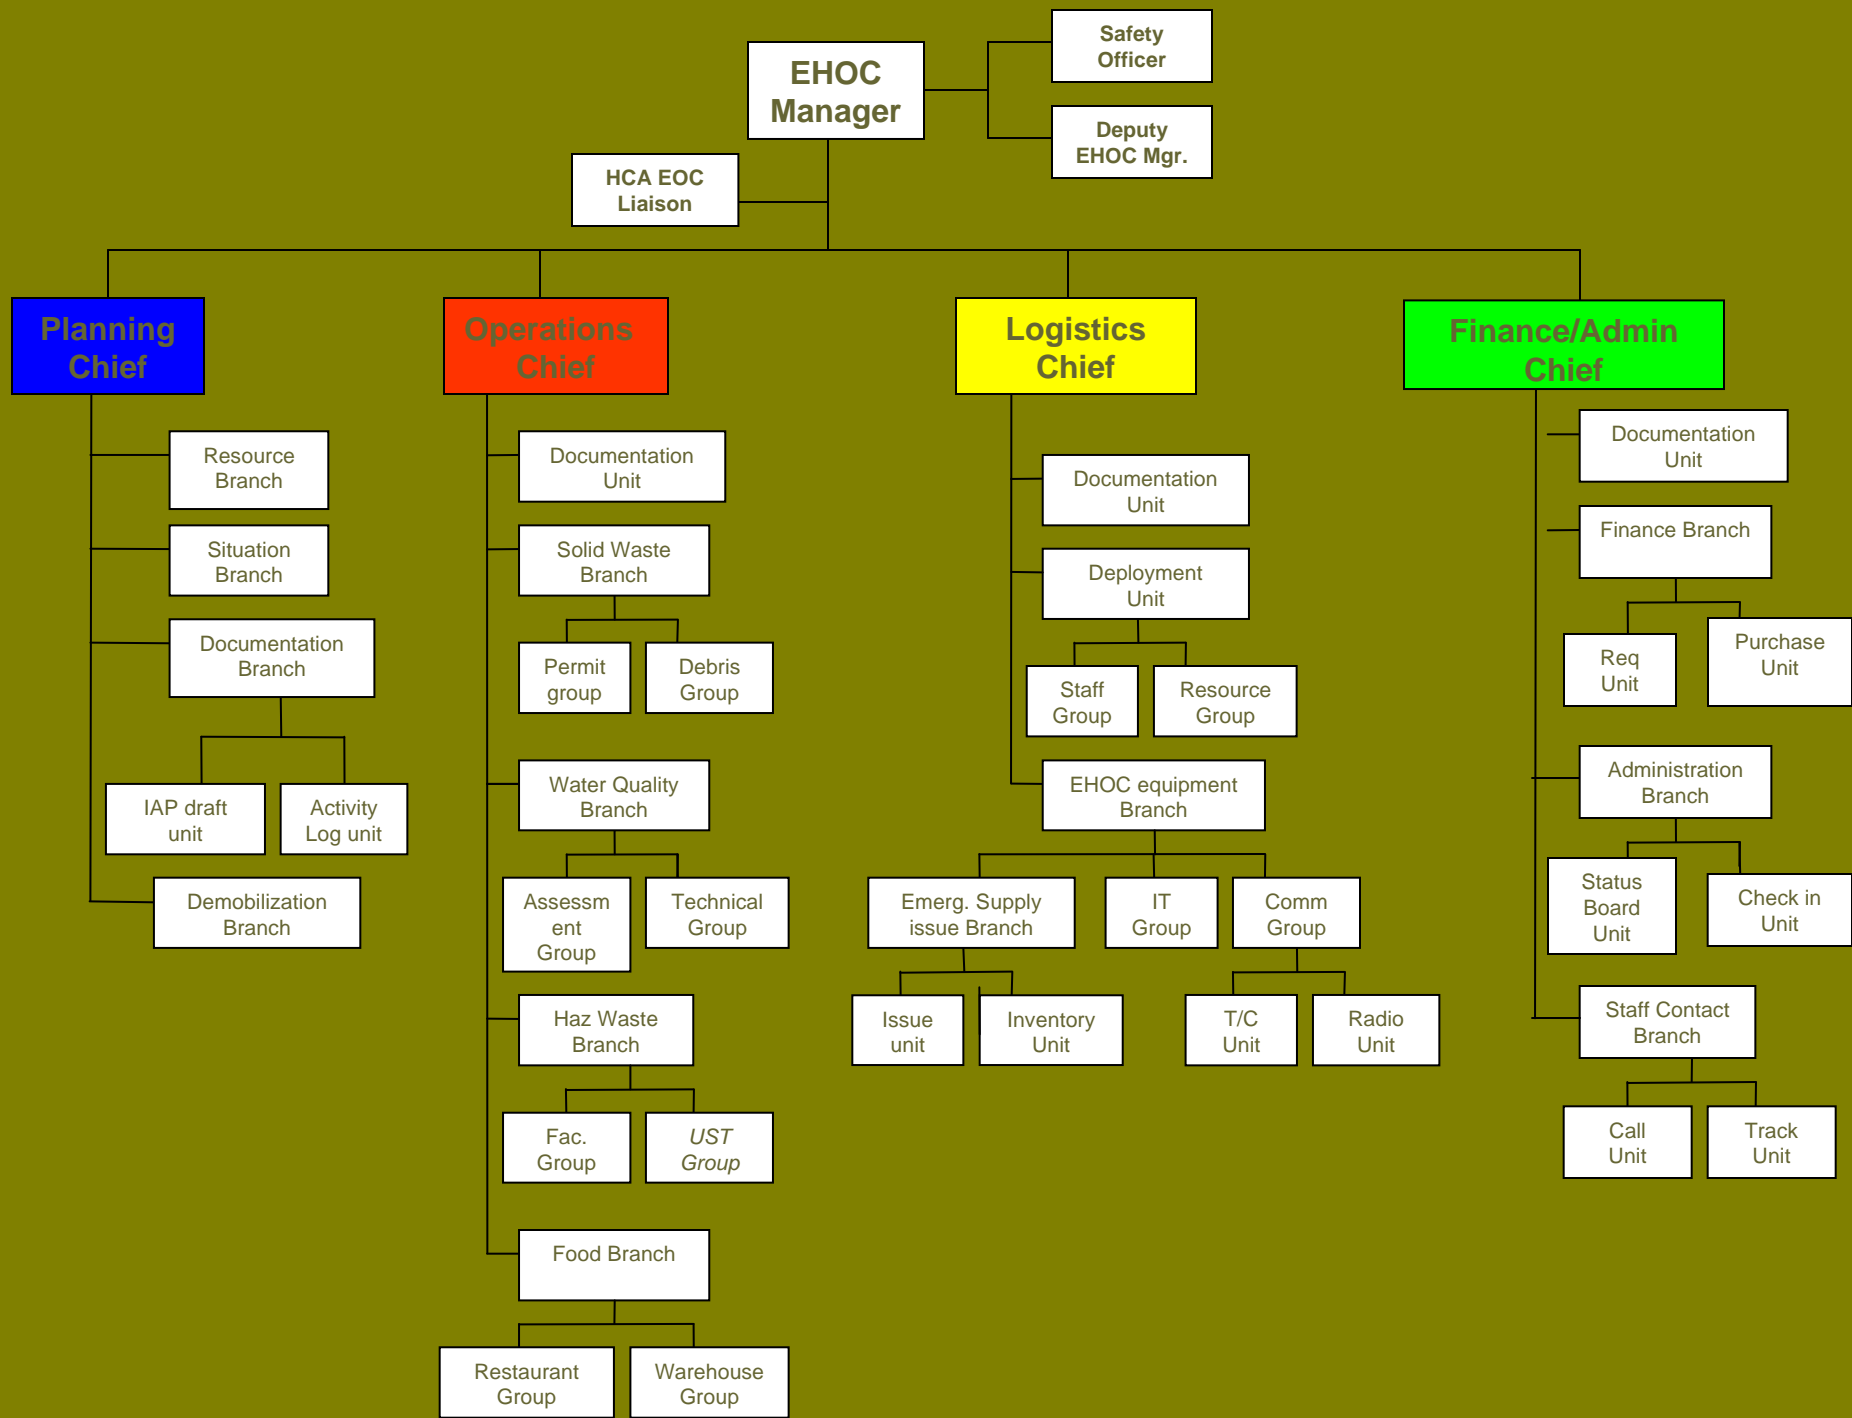 Safety
Officer
EHOC
Manager
Deputy
EHOC Mgr.
HCA EOC
Liaison
Planning
Chief
Resource
Branch
Situation
Branch
Documentation
Branch
IAP draft
unit
Activity
Log unit
Demobilization
Branch
Operations
Chief
Documentation
Unit
Solid Waste
Branch
Permit
group
Debris
Group
Water Quality
Branch
Assessm
ent
Group
Technical
Group
Haz Waste
Branch
Fac.
Group
UST
Group
Food Branch
Restaurant
Group
Warehouse
Group
Logistics
Chief
Documentation
Unit
Deployment
Unit
Staff
Group
Resource
Group
EHOC equipment
Branch
Emerg. Supply
issue Branch
IT
Group
Comm
Group
Issue
unit
Inventory
Unit
T/C
Unit
Radio
Unit
Finance/Admin
Chief
Documentation
Unit
Finance Branch
Req
Unit
Purchase
Unit
Administration
Branch
Status
Board
Unit
Check in
Unit
Staff Contact
Branch
Call
Unit
Track
Unit